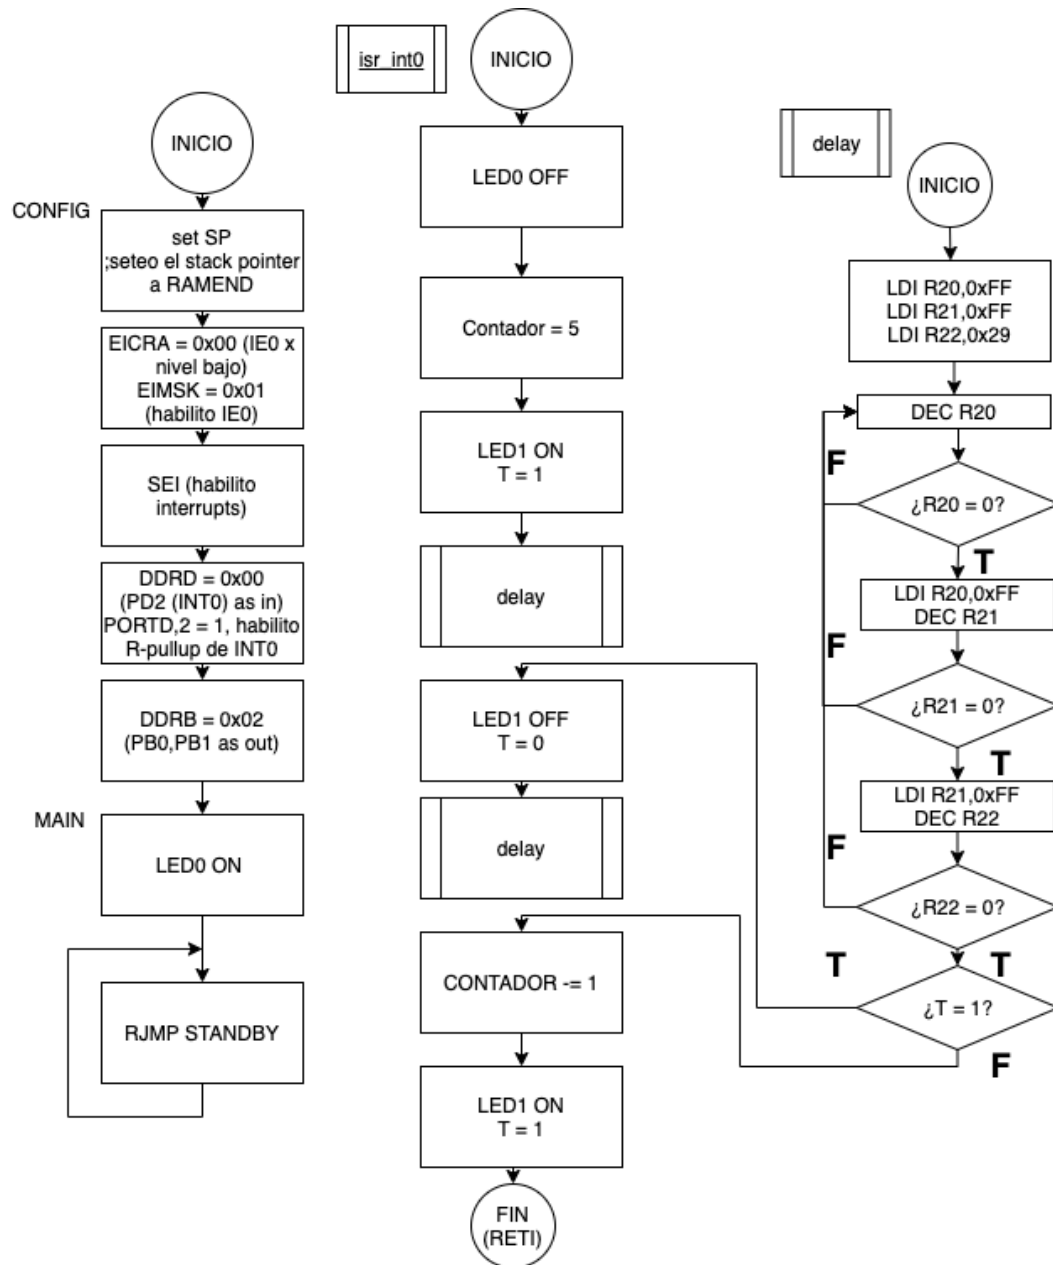 INICIO
CONFIG
set SP
;seteo el stack pointer
a RAMEND
EICRA = 0x00 (IE0 x
nivel bajo)
EIMSK = 0x01
(habilito IE0)
SEI (habilito
interrupts)
DDRD = 0x00
(PD2 (INT0) as in)
PORTD,2 = 1, habilito
R-pullup de INT0
DDRB = 0x02
(PB0,PB1 as out)
MAIN
LED0 ON
RJMP STANDBY
isr_int0
INICIO
LED0 OFF
Contador = 5
LED1 ON
T = 1
delay
LED1 OFF
T = 0
delay
CONTADOR -= 1
LED1 ON
T = 1
FIN
(RETI)
delay
INICIO
LDI R20,0xFF
LDI R21,0xFF
LDI R22,0x29
DEC R20
F
¿R20 = 0?
T
LDI R20,0xFF
DEC R21
F
¿R21 = 0?
T
LDI R21,0xFF
DEC R22
F
¿R22 = 0?
T
T
¿T = 1?
F